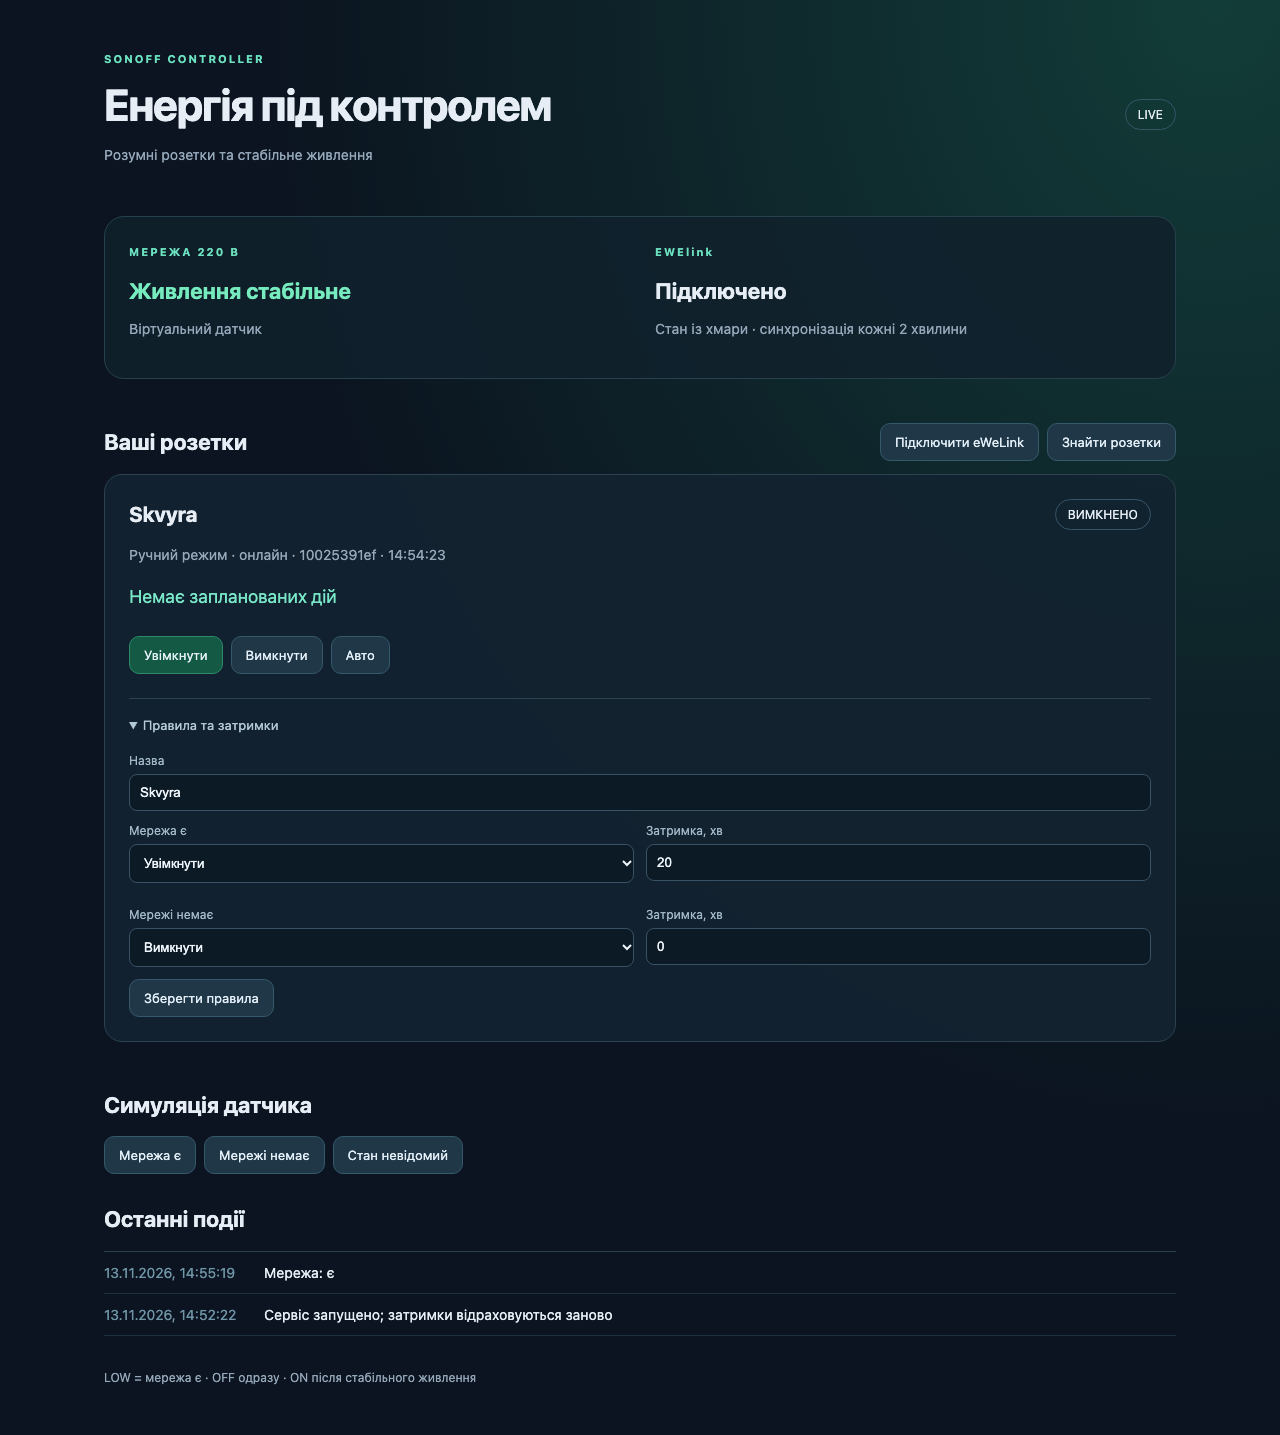 SONOFF CONTROLLER
Енергія під контролем
LIVE
Розумні розетки та стабільне живлення
МЕРЕЖА 220 В
Живлення стабільне
Віртуальний датчик
EWElink
Підключено
Стан із хмари · синхронізація кожні 2 хвилини
Ваші розетки
Підключити eWeLink
Знайти розетки
Skvyra
ВИМКНЕНО
Ручний режим · онлайн · 10025391ef · 14:54:23
Немає запланованих дій
Увімкнути
Вимкнути
Авто
▼ Правила та затримки
Назва
Skvyra
Мережа є
Затримка, хв
Увімкнути
20
Мережі немає
Затримка, хв
Вимкнути
0
Зберегти правила
Симуляція датчика
Мережа є
Мережі немає
Стан невідомий
Останні події
13.11.2026, 14:55:19 Мережа: є
13.11.2026, 14:52:22 Сервіс запущено; затримки відраховуються заново
LOW = мережа є · OFF одразу · ON після стабільного живлення